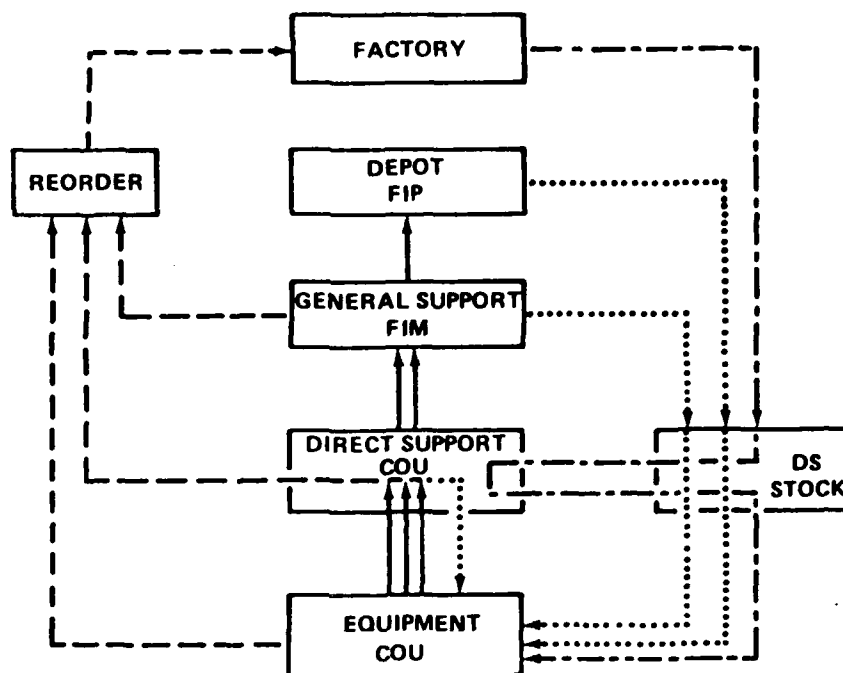 FACTORY
REORDER
DEPOT
FIP
GENERAL SUPPORT
FIM
DIRECT SUPPORT
COU
DS
STOCK
EQUIPMENT
COU